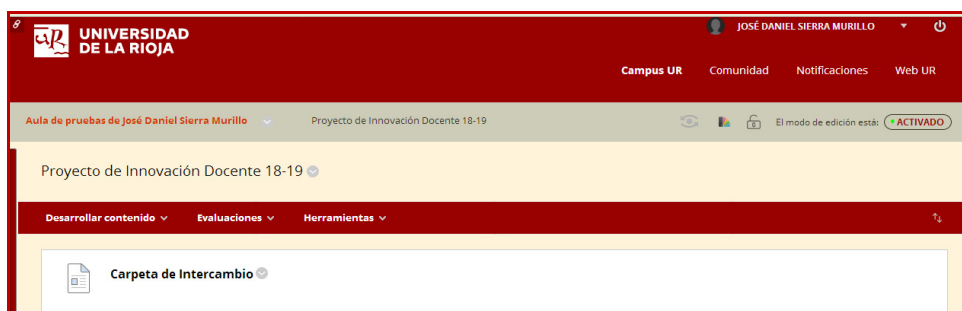 UNIVERSIDAD
DE LA RIOJA
JOSÉ DANIEL SIERRA MURILLO
Campus UR Comunidad Notificaciones Web UR
Aula de pruebas de José Daniel Sierra Murillo Proyecto de Innovación Docente 18-19 El modo de edición está: ACTIVADO
Proyecto de Innovación Docente 18-19
Desarrollar contenido Evaluaciones Herramientas
Carpeta de Intercambio